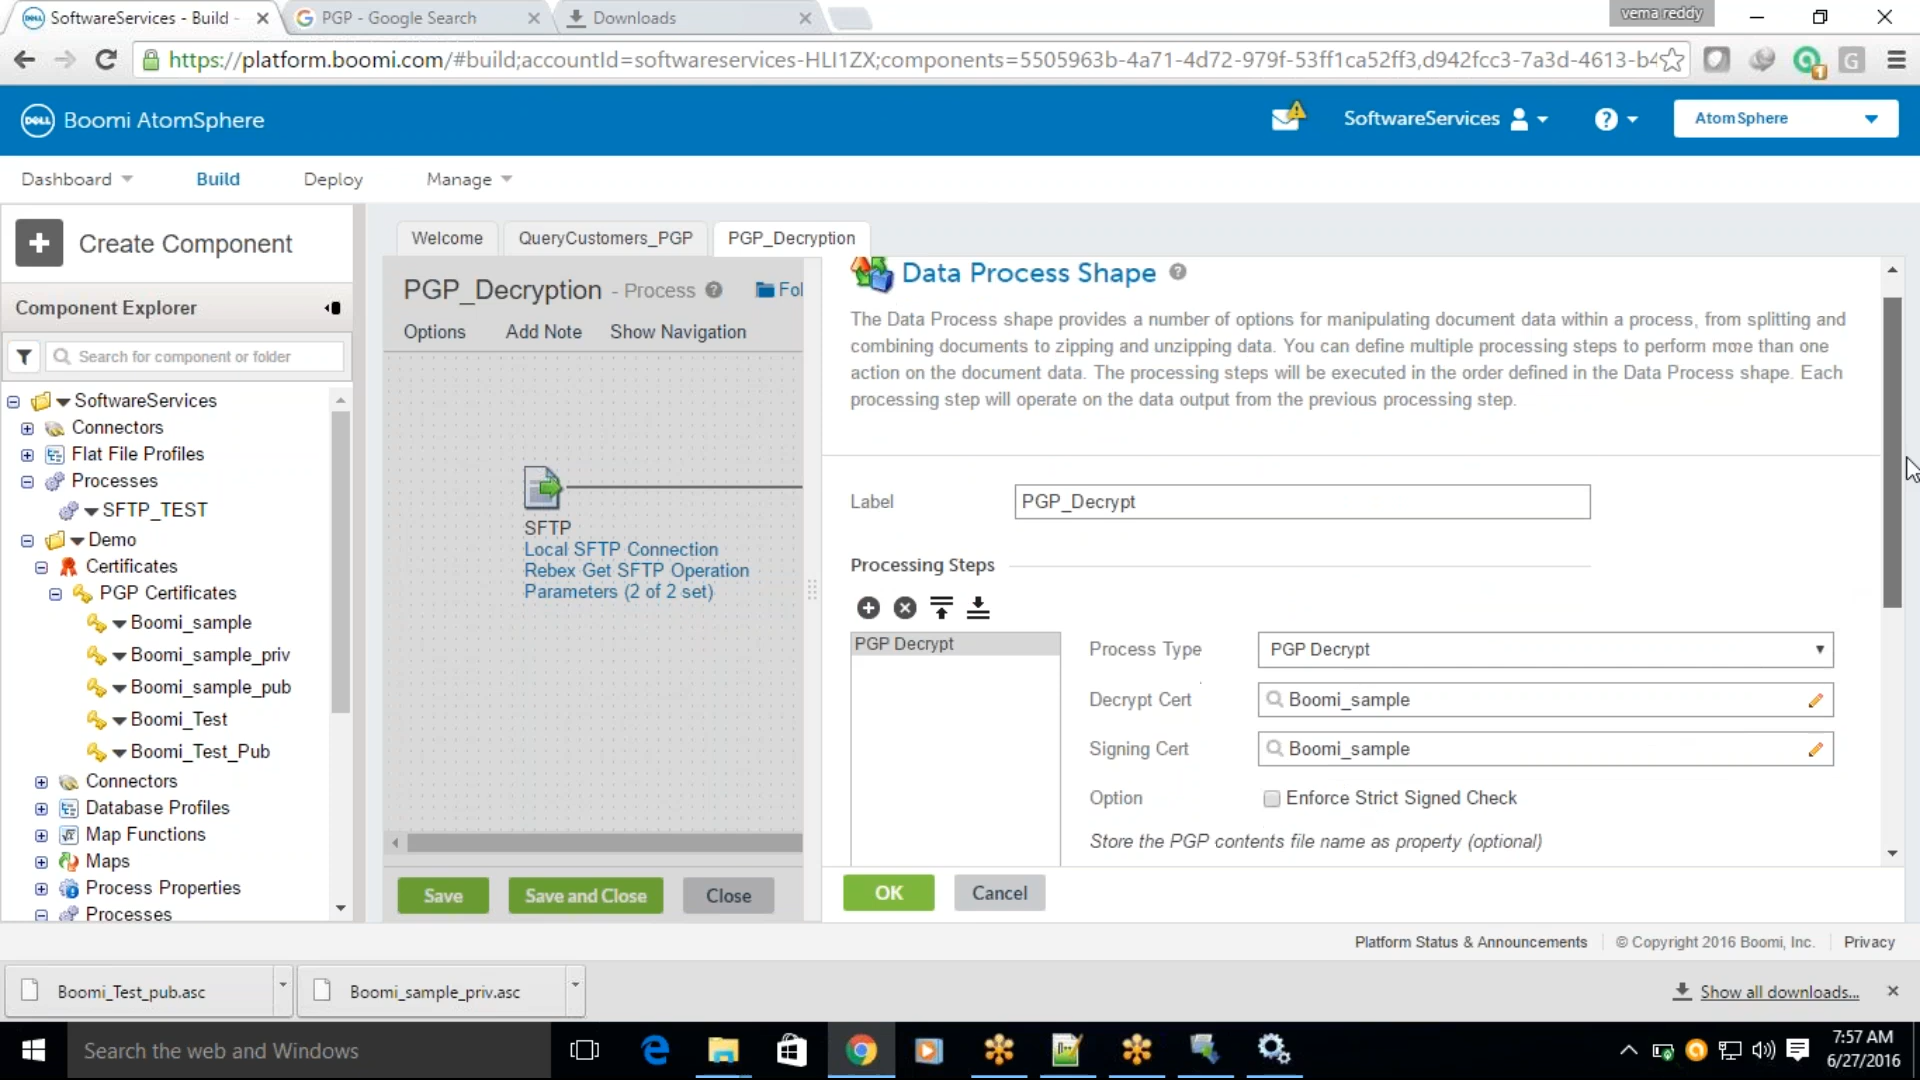 SoftwareServices - Build -
PGP - Google Search
Downloads
vema reddy
https://platform.boomi.com/#build;accountId=softwareservices-HLI1ZX;components=5505963b-4a71-4d72-979f-53ff1ca52ff3,d942fcc3-7a3d-4613-b4
DELL Boomi AtomSphere
SoftwareServices
AtomSphere
Dashboard
Build
Deploy
Manage
Create Component
Component Explorer
Search for component or folder
SoftwareServices
Connectors
Flat File Profiles
Processes
SFTP_TEST
Demo
Certificates
PGP Certificates
Boomi_sample
Boomi_sample_priv
Boomi_sample_pub
Boomi_Test
Boomi_Test_Pub
Connectors
Database Profiles
Map Functions
Maps
Process Properties
Processes
Welcome
QueryCustomers_PGP
PGP_Decryption
PGP_Decryption - Process
Fol
Options
Add Note
Show Navigation
SFTP
Local SFTP Connection
Rebex Get SFTP Operation
Parameters (2 of 2 set)
Save
Save and Close
Close
Data Process Shape
The Data Process shape provides a number of options for manipulating document data within a process, from splitting and
combining documents to zipping and unzipping data. You can define multiple processing steps to perform more than one
action on the document data. The processing steps will be executed in the order defined in the Data Process shape. Each
processing step will operate on the data output from the previous processing step.
Label
PGP_Decrypt
Processing Steps
PGP Decrypt
Process Type
PGP Decrypt
Decrypt Cert
Boomi_sample
Signing Cert
Boomi_sample
Option
Enforce Strict Signed Check
Store the PGP contents file name as property (optional)
OK
Cancel
Platform Status & Announcements
© Copyright 2016 Boomi, Inc.
Privacy
Boomi_Test_pub.asc
Boomi_sample_priv.asc
Show all downloads...
Search the web and Windows
7:57 AM
6/27/2016